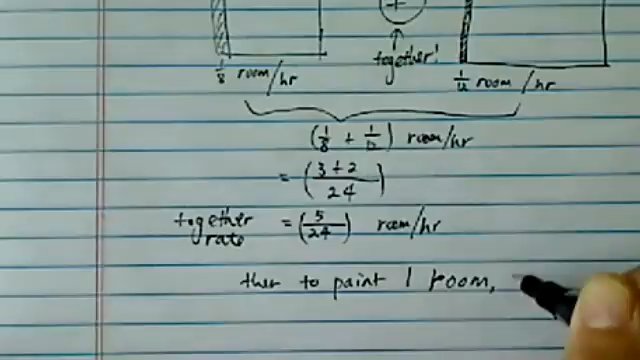 +
together!
1/8 room/hr
1/12 room/hr
(1/8 + 1/12) room/hr
= (3+2/24)
together rate = (5/24) room/hr
then to paint 1 room,